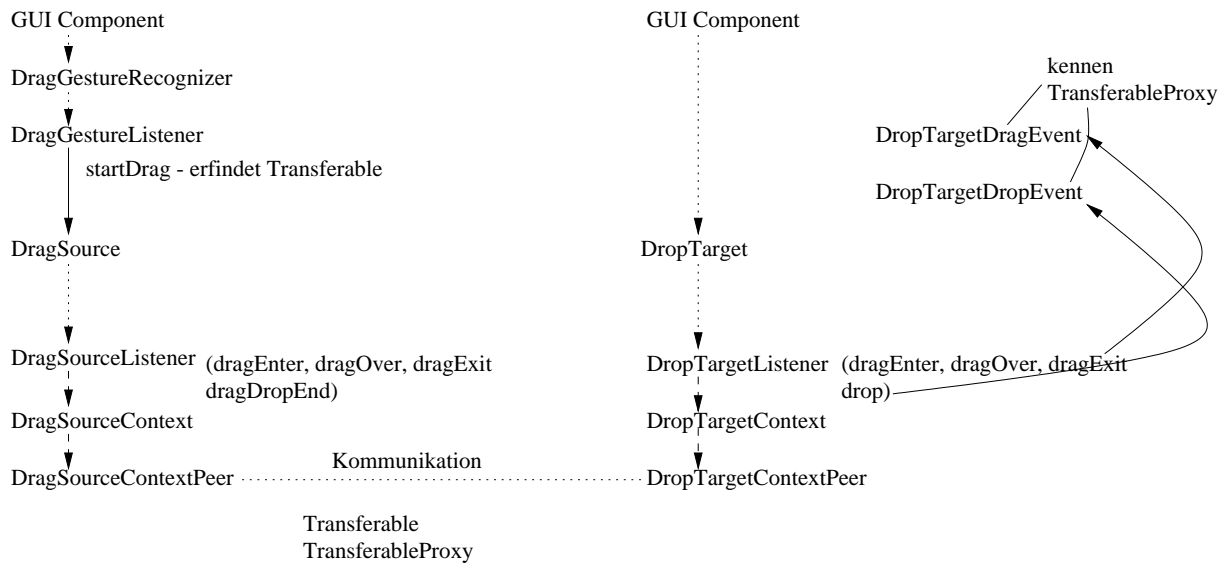 GUI Component
DragGestureRecognizer
DragGestureListener
startDrag - erfindet Transferable
DragSource
DragSourceListener
(dragEnter, dragOver, dragExit
dragDropEnd)
DragSourceContext
DragSourceContextPeer
Kommunikation
Transferable
TransferableProxy
GUI Component
kennen
TransferableProxy
DropTargetDragEvent
DropTargetDropEvent
DropTarget
DropTargetListener
(dragEnter, dragOver, dragExit
drop)
DropTargetContext
DropTargetContextPeer